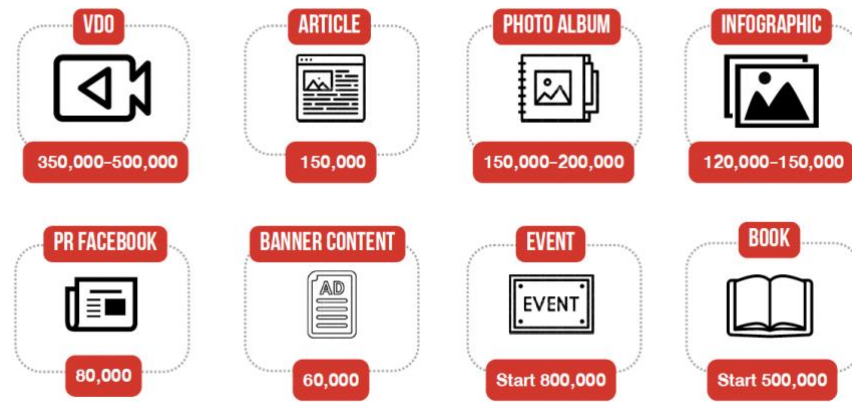 VDO
350,000–500,000
ARTICLE
150,000
PHOTO ALBUM
150,000–200,000
INFOGRAPHIC
120,000–150,000
PR FACEBOOK
80,000
BANNER CONTENT
AD
60,000
EVENT
EVENT
Start 800,000
BOOK
Start 500,000